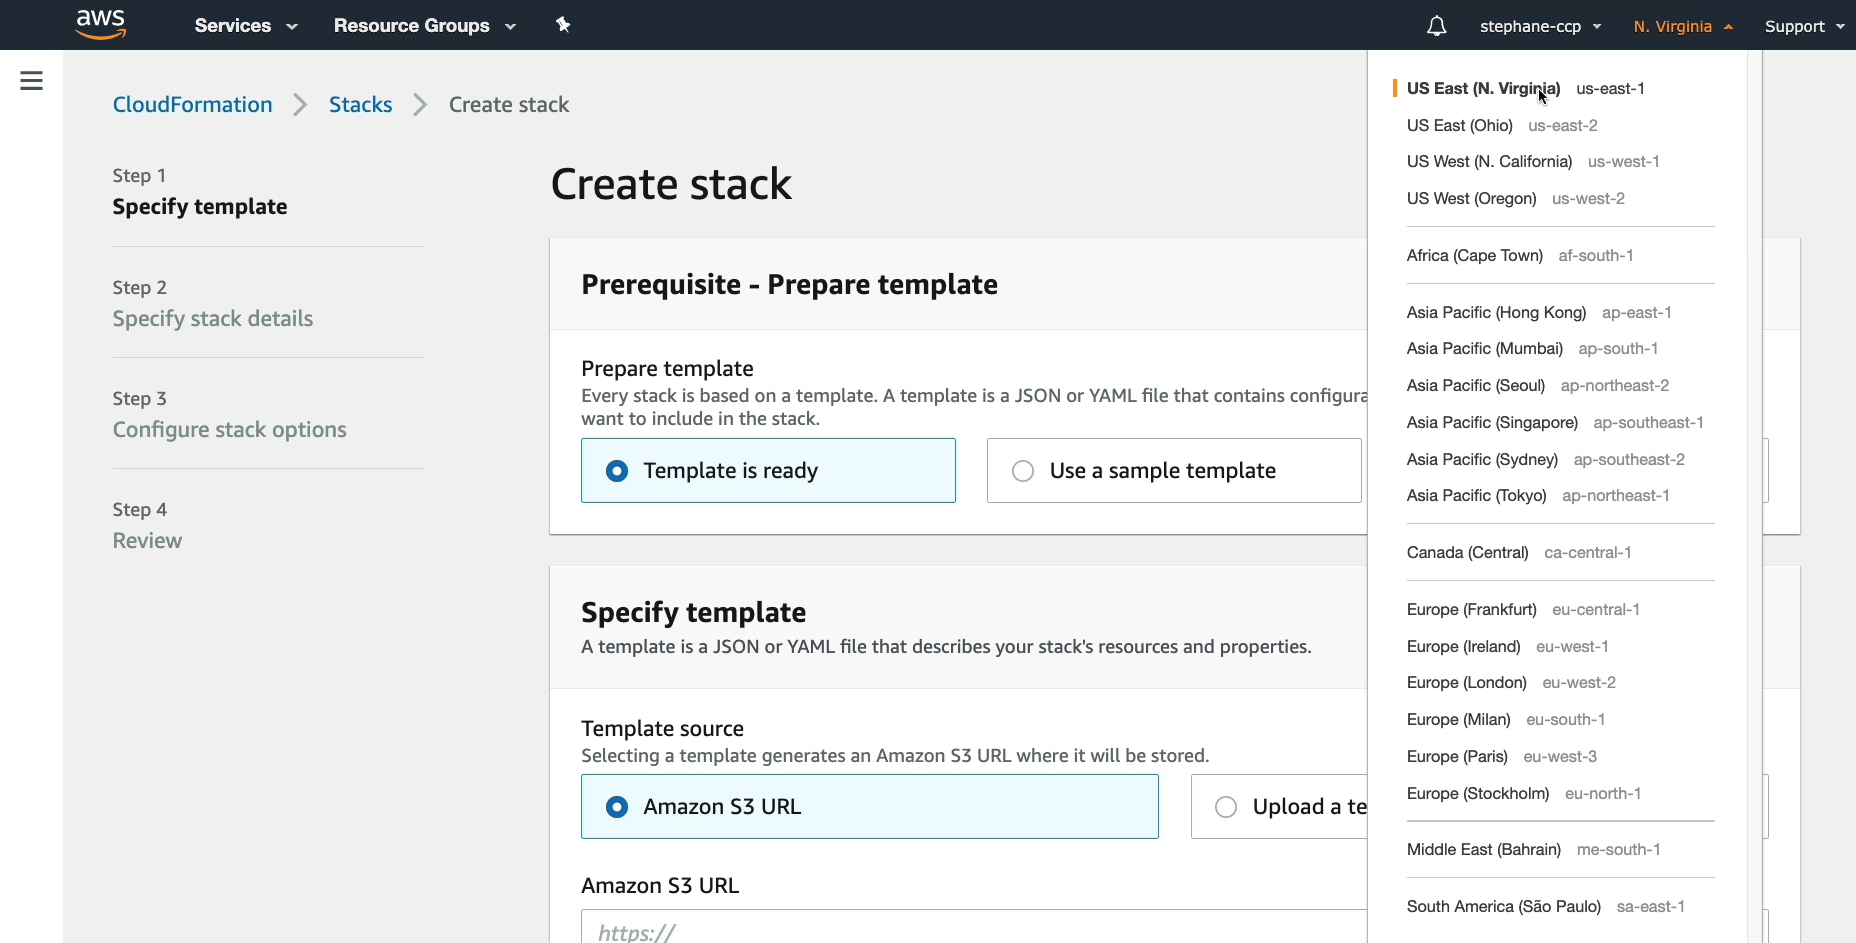 aws Services Resource Groups stephane-ccp N. Virginia Support
CloudFormation Stacks Create stack
Step 1
Specify template
Step 2
Specify stack details
Step 3
Configure stack options
Step 4
Review
Create stack
Prerequisite - Prepare template
Prepare template
Every stack is based on a template. A template is a JSON or YAML file that contains configura
want to include in the stack.
Template is ready
Use a sample template
Specify template
A template is a JSON or YAML file that describes your stack's resources and properties.
Template source
Selecting a template generates an Amazon S3 URL where it will be stored.
Amazon S3 URL
Upload a te
Amazon S3 URL
https://
US East (N. Virginia) us-east-1
US East (Ohio) us-east-2
US West (N. California) us-west-1
US West (Oregon) us-west-2
Africa (Cape Town) af-south-1
Asia Pacific (Hong Kong) ap-east-1
Asia Pacific (Mumbai) ap-south-1
Asia Pacific (Seoul) ap-northeast-2
Asia Pacific (Singapore) ap-southeast-1
Asia Pacific (Sydney) ap-southeast-2
Asia Pacific (Tokyo) ap-northeast-1
Canada (Central) ca-central-1
Europe (Frankfurt) eu-central-1
Europe (Ireland) eu-west-1
Europe (London) eu-west-2
Europe (Milan) eu-south-1
Europe (Paris) eu-west-3
Europe (Stockholm) eu-north-1
Middle East (Bahrain) me-south-1
South America (São Paulo) sa-east-1